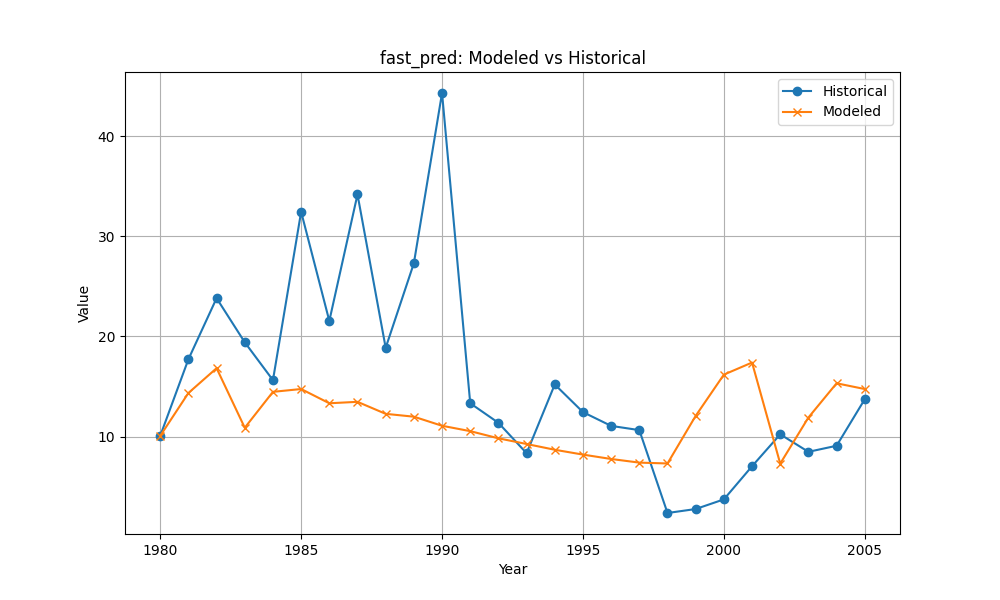 fast_pred: Modeled vs Historical
Historical
Modeled
Value
40
30
20
10
1980 1985 1990 1995 2000 2005
Year